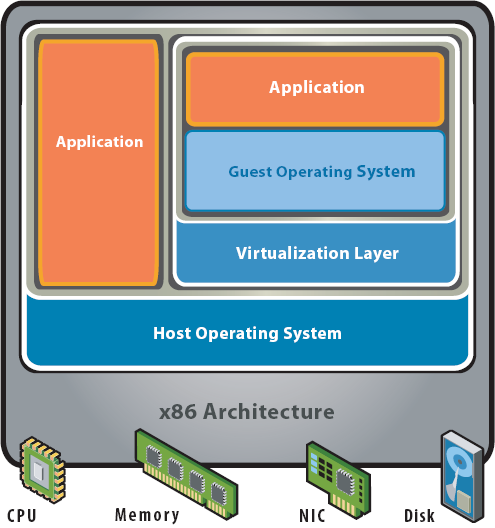 Application
Application
Guest Operating System
Virtualization Layer
Host Operating System
x86 Architecture
CPU
Memory
NIC
Disk